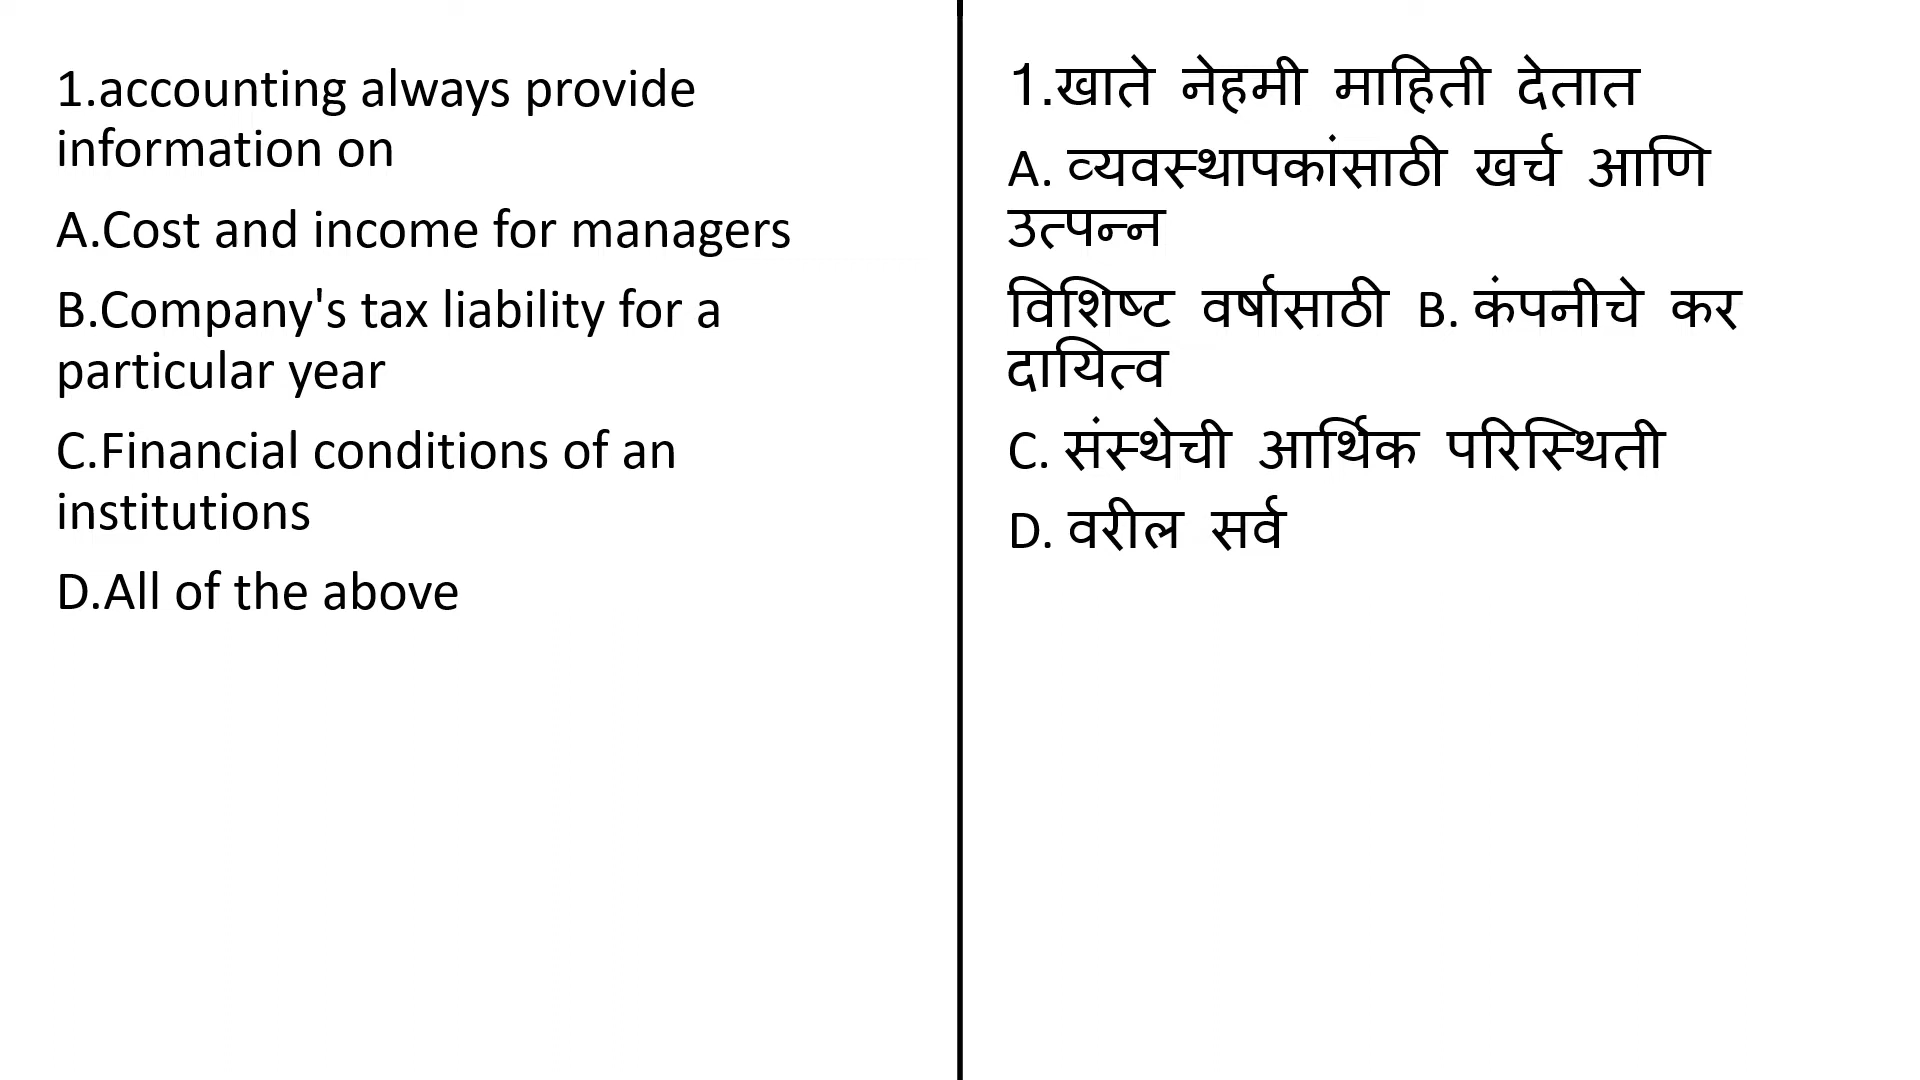 1.accounting always provide
information on
A.Cost and income for managers
B.Company's tax liability for a
particular year
C.Financial conditions of an
institutions
D.All of the above
1.खाते नेहमी माहिती देतात
A. व्यवस्थापकांसाठी खर्च आणि
उत्पन्न
विशिष्ट वर्षासाठी B. कंपनीचे कर
दायित्व
C. संस्थेची आर्थिक परिस्थिती
D. वरील सर्व